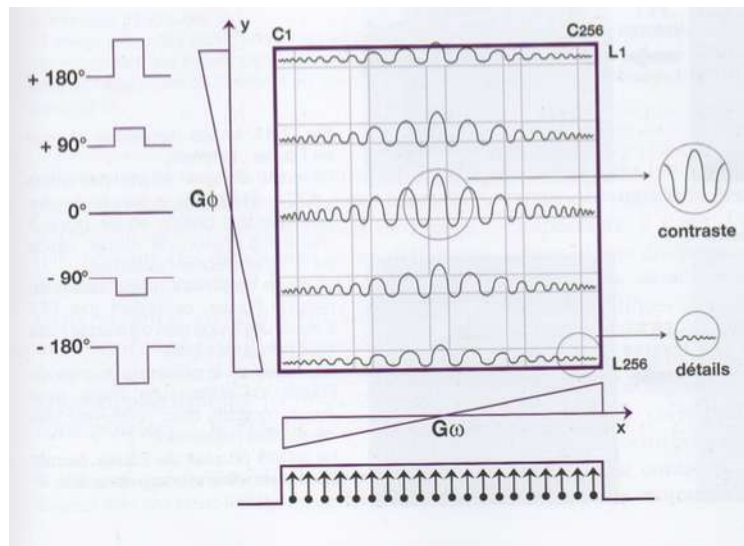 y
C1
C256
L1
+ 180°
+ 90°
Gϕ
0°
contraste
- 90°
- 180°
L256
détails
Gω
x